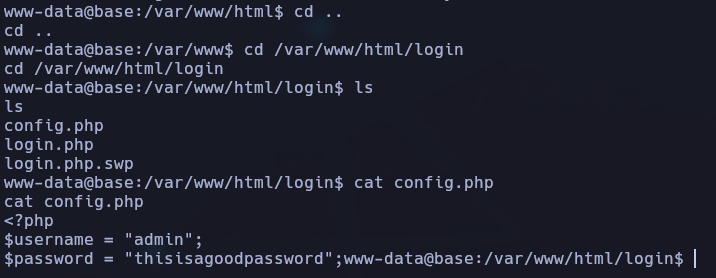 www-data@base:/var/www/html$ cd ..
cd ..
www-data@base:/var/www$ cd /var/www/html/login
cd /var/www/html/login
www-data@base:/var/www/html/login$ ls
ls
config.php
login.php
login.php.swp
www-data@base:/var/www/html/login$ cat config.php
cat config.php
<?php
$username = "admin";
$password = "thisisagoodpassword";www-data@base:/var/www/html/login$